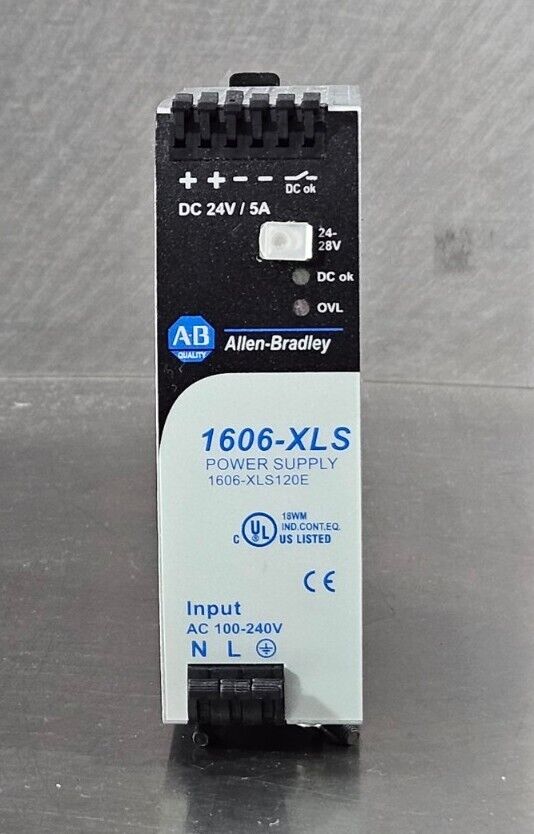 + + – –
DC ok
DC 24V / 5A
24-
28V
DC ok
OVL
A·B
QUALITY
Allen-Bradley
1606-XLS
POWER SUPPLY
1606-XLS120E
18WM
IND.CONT.EQ.
C UL US LISTED
CE
Input
AC 100-240V
N L